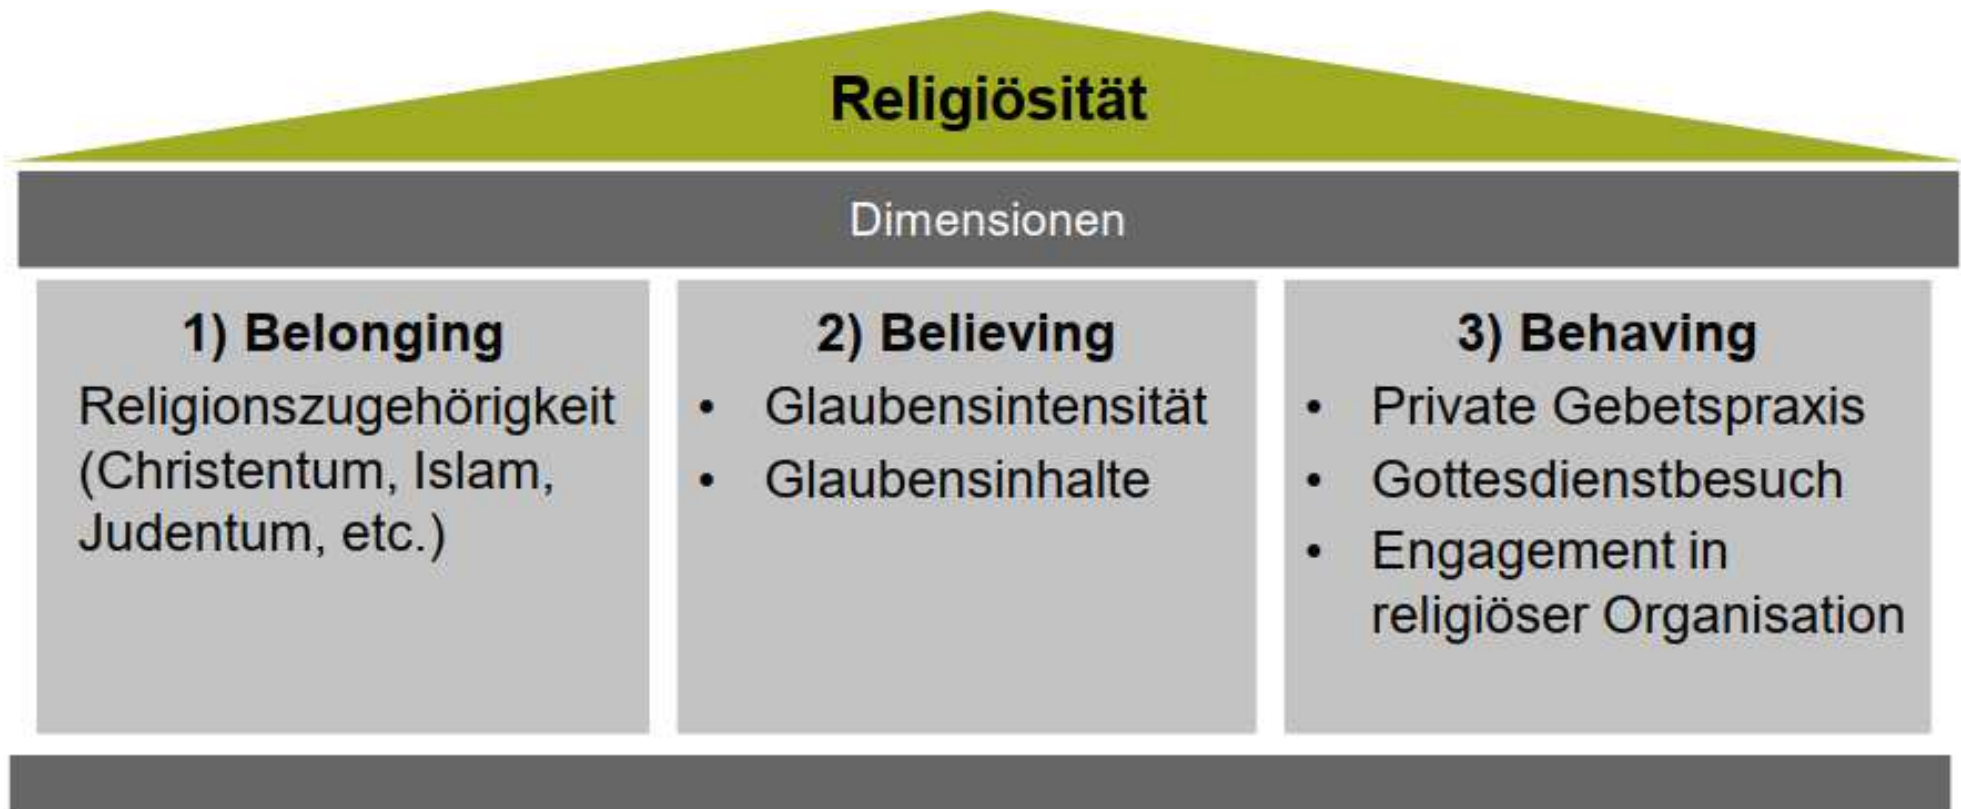 Religiösität
Dimensionen
1) Belonging
Religionszugehörigkeit
(Christentum, Islam,
Judentum, etc.)
2) Believing
• Glaubensintensität
• Glaubensinhalte
3) Behaving
• Private Gebetspraxis
• Gottesdienstbesuch
• Engagement in
religiöser Organisation